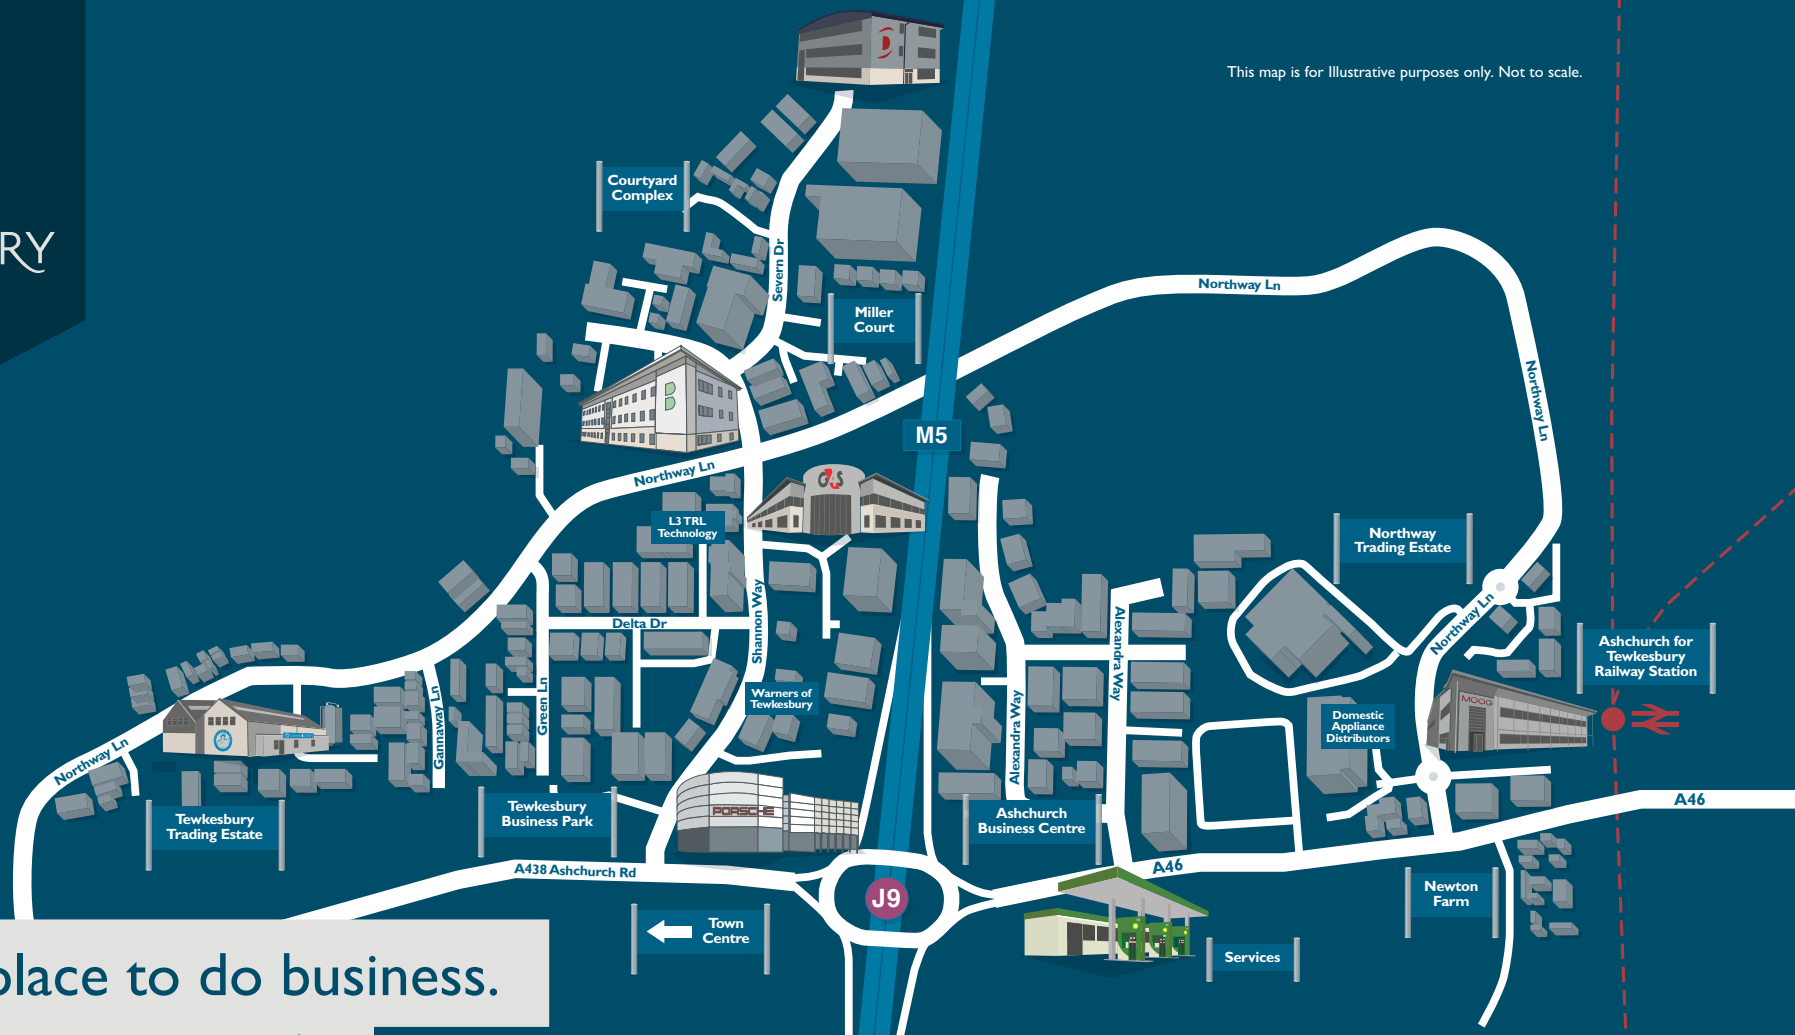 This map is for Illustrative purposes only. Not to scale.
RY
Courtyard
Complex
Severn Dr
Miller
Court
Northway Ln
Northway Ln
M5
Northway Ln
G4S
L3 TRL
Technology
Northway
Trading Estate
Shannon Way
Delta Dr
Alexandra Way
Northway Ln
Ashchurch for
Tewkesbury
Railway Station
Warners of
Tewkesbury
Green Ln
Gannaway Ln
Alexandra Way
MOOG
Domestic
Appliance
Distributors
Northway Ln
PORSCHE
Tewkesbury
Trading Estate
Tewkesbury
Business Park
Ashchurch
Business Centre
A46
A438 Ashchurch Rd
A46
J9
Newton
Farm
Town
Centre
Services
place to do business.